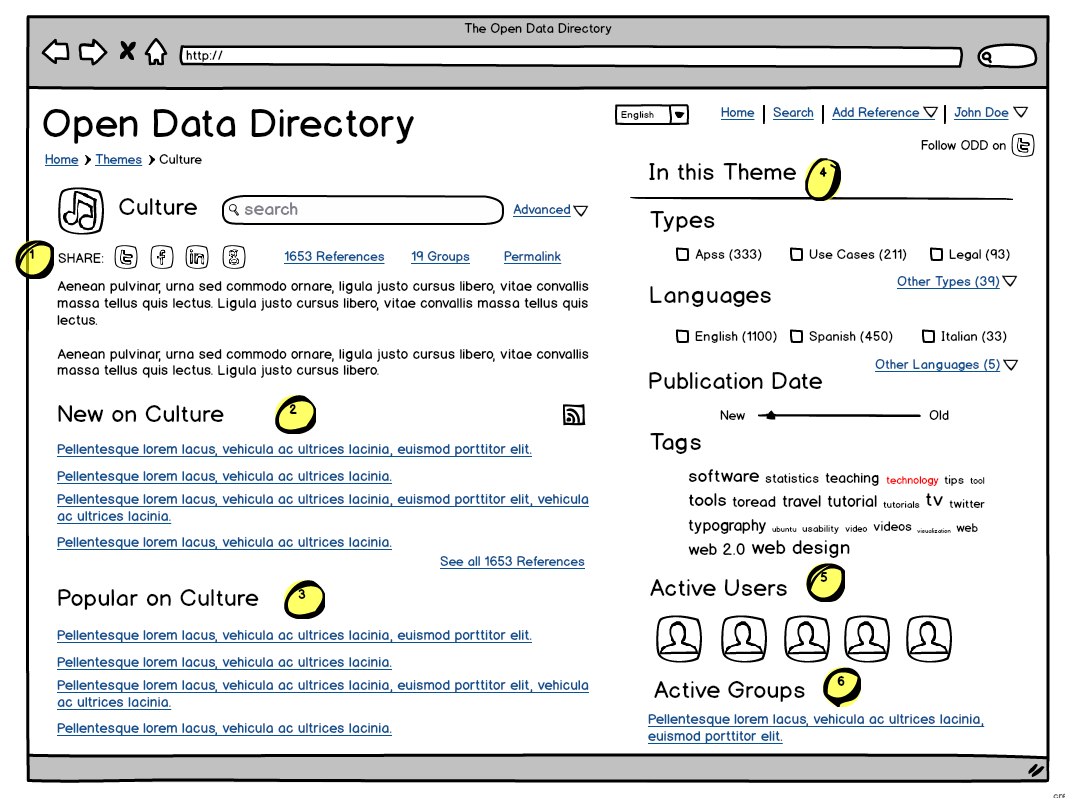 The Open Data Directory
http://
Open Data Directory
English
Home
Search
Add Reference
John Doe
Follow ODD on
Home Themes Culture
Culture
search
Advanced
1
SHARE:
1653 References
19 Groups
Permalink
Aenean pulvinar, urna sed commodo ornare, ligula justo cursus libero, vitae convallis
massa tellus quis lectus. Ligula justo cursus libero, vitae convallis massa tellus quis
lectus.
Aenean pulvinar, urna sed commodo ornare, ligula justo cursus libero, vitae convallis
massa tellus quis lectus. Ligula justo cursus libero.
New on Culture
2
Pellentesque lorem lacus, vehicula ac ultrices lacinia, euismod porttitor elit.
Pellentesque lorem lacus, vehicula ac ultrices lacinia.
Pellentesque lorem lacus, vehicula ac ultrices lacinia, euismod porttitor elit, vehicula
ac ultrices lacinia.
Pellentesque lorem lacus, vehicula ac ultrices lacinia.
See all 1653 References
Popular on Culture
3
Pellentesque lorem lacus, vehicula ac ultrices lacinia, euismod porttitor elit.
Pellentesque lorem lacus, vehicula ac ultrices lacinia.
Pellentesque lorem lacus, vehicula ac ultrices lacinia, euismod porttitor elit, vehicula
ac ultrices lacinia.
Pellentesque lorem lacus, vehicula ac ultrices lacinia.
In this Theme
4
Types
Apss (333)
Use Cases (211)
Legal (93)
Other Types (39)
Languages
English (1100)
Spanish (450)
Italian (33)
Other Languages (5)
Publication Date
New
Old
Tags
software statistics teaching technology tips tool
tools toread travel tutorial tutorials tv twitter
typography ubuntu usability video videos visualization web
web 2.0 web design
Active Users
5
Active Groups
6
Pellentesque lorem lacus, vehicula ac ultrices lacinia,
euismod porttitor elit.